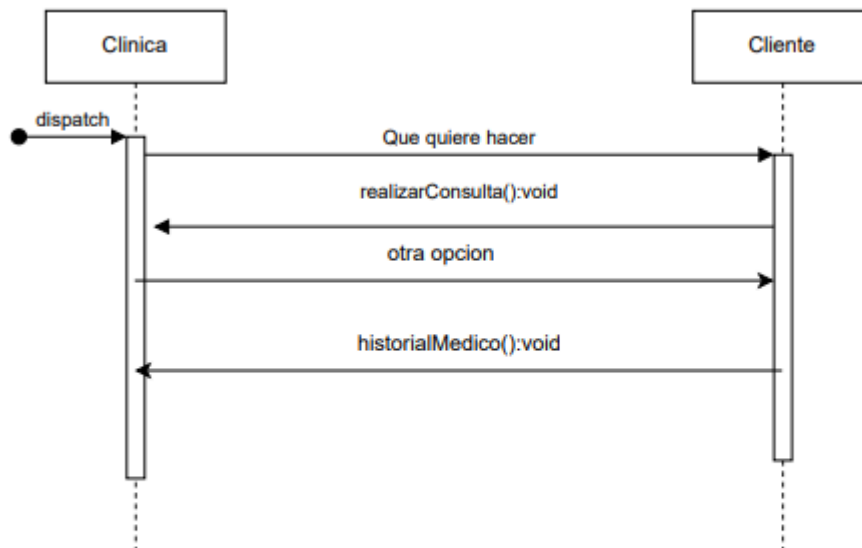 Clinica
Cliente
dispatch
Que quiere hacer
realizarConsulta():void
otra opcion
historialMedico():void